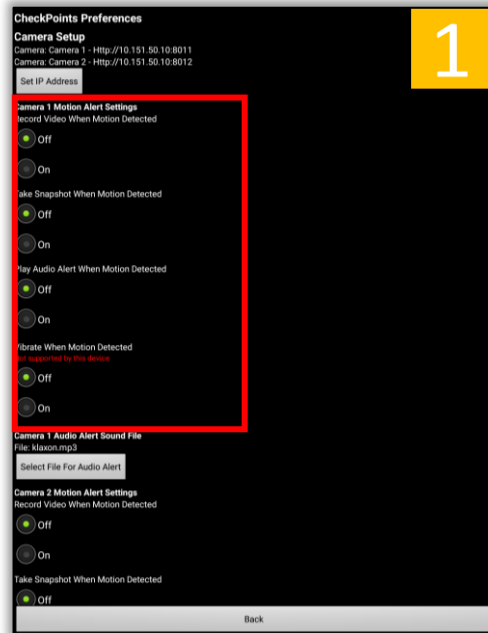 CheckPoints Preferences
1
Camera Setup
Camera: Camera 1 - Http://10.151.50.10:8011
Camera: Camera 2 - Http://10.151.50.10:8012
Set IP Address
Camera 1 Motion Alert Settings
Record Video When Motion Detected
Off
On
Take Snapshot When Motion Detected
Off
On
Play Audio Alert When Motion Detected
Off
On
Vibrate When Motion Detected
Not supported by this device
Off
On
Camera 1 Audio Alert Sound File
File: klaxon.mp3
Select File For Audio Alert
Camera 2 Motion Alert Settings
Record Video When Motion Detected
Off
On
Take Snapshot When Motion Detected
Off
Back